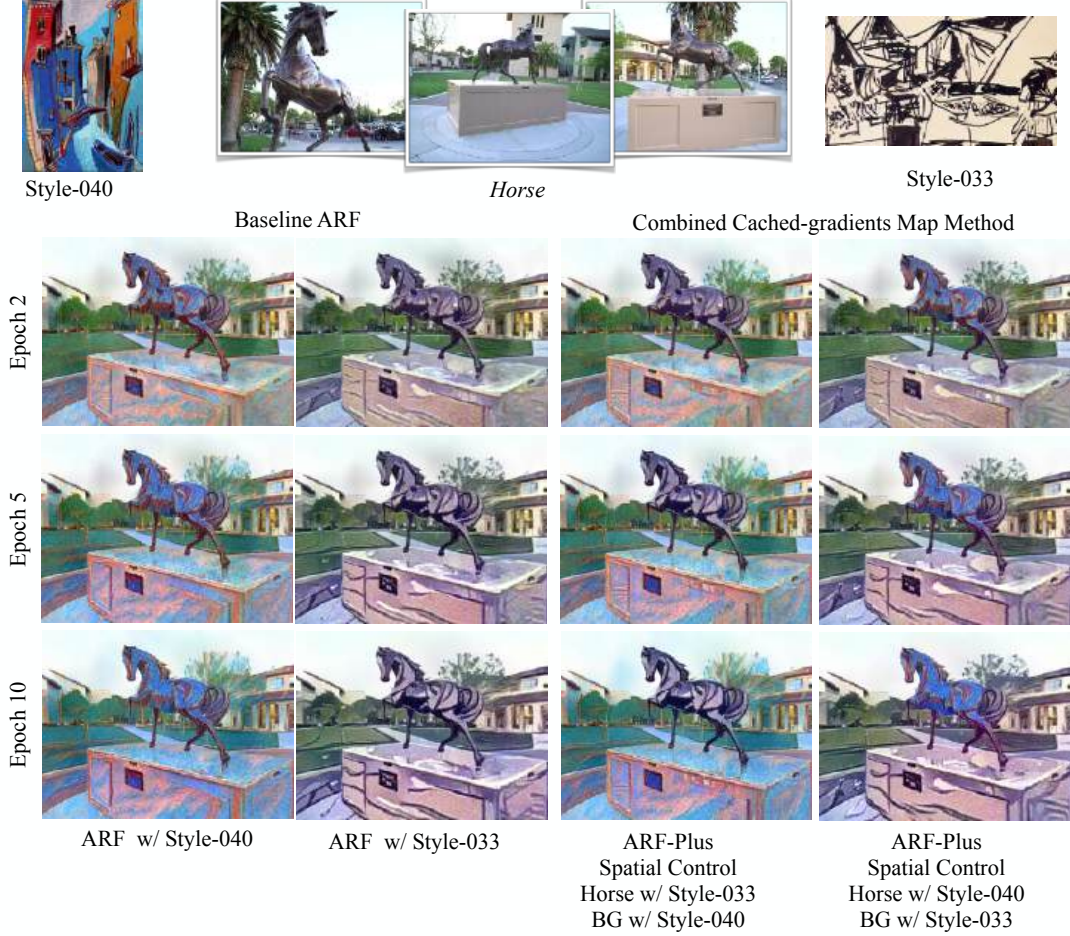 Style-040
Horse
Style-033
Baseline ARF
Combined Cached-gradients Map Method
Epoch 2
Epoch 5
Epoch 10
ARF w/ Style-040
ARF w/ Style-033
ARF-Plus
Spatial Control
Horse w/ Style-033
BG w/ Style-040
ARF-Plus
Spatial Control
Horse w/ Style-040
BG w/ Style-033